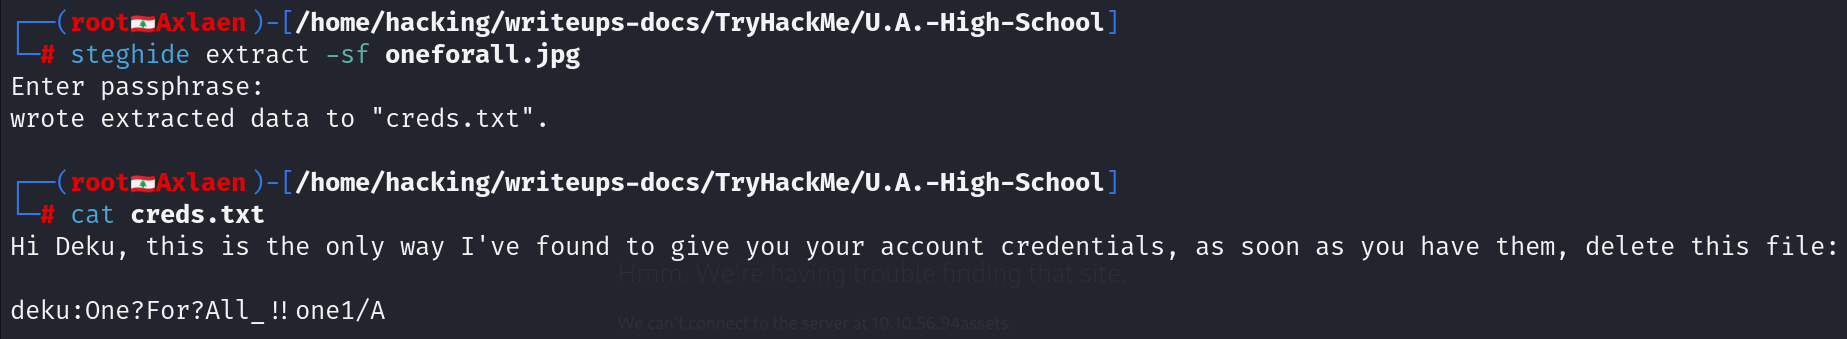 ┌──(root🇱🇧Axlaen)-[/home/hacking/writeups-docs/TryHackMe/U.A.-High-School]
└─# steghide extract -sf oneforall.jpg
Enter passphrase:
wrote extracted data to "creds.txt".
┌──(root🇱🇧Axlaen)-[/home/hacking/writeups-docs/TryHackMe/U.A.-High-School]
└─# cat creds.txt
Hi Deku, this is the only way I've found to give you your account credentials, as soon as you have them, delete this file:
Hmm. We're having trouble finding that site.
deku:One?For?All_!!one1/A
We can't connect to the server at 10.10.56.94assets.